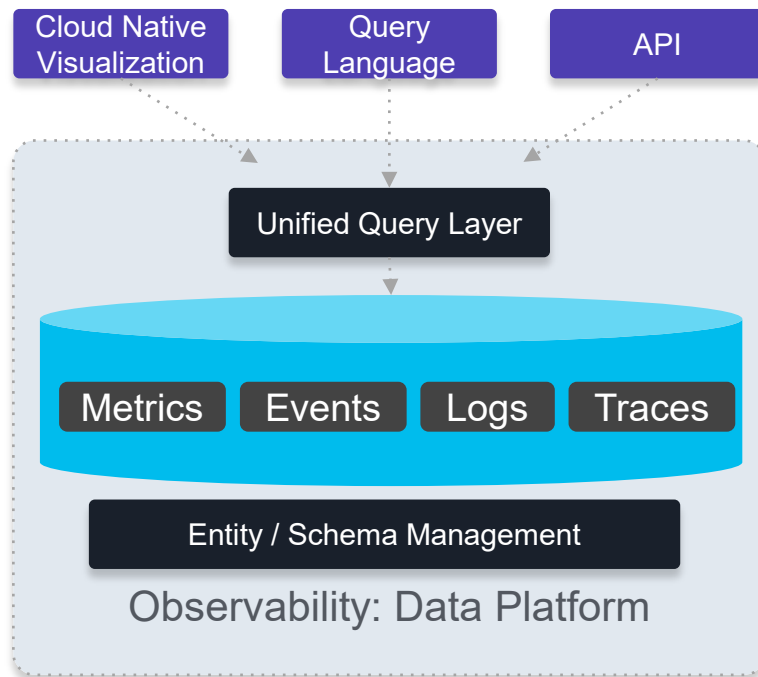 Cloud Native
Visualization
Query
Language
API
Unified Query Layer
Metrics
Events
Logs
Traces
Entity / Schema Management
Observability: Data Platform